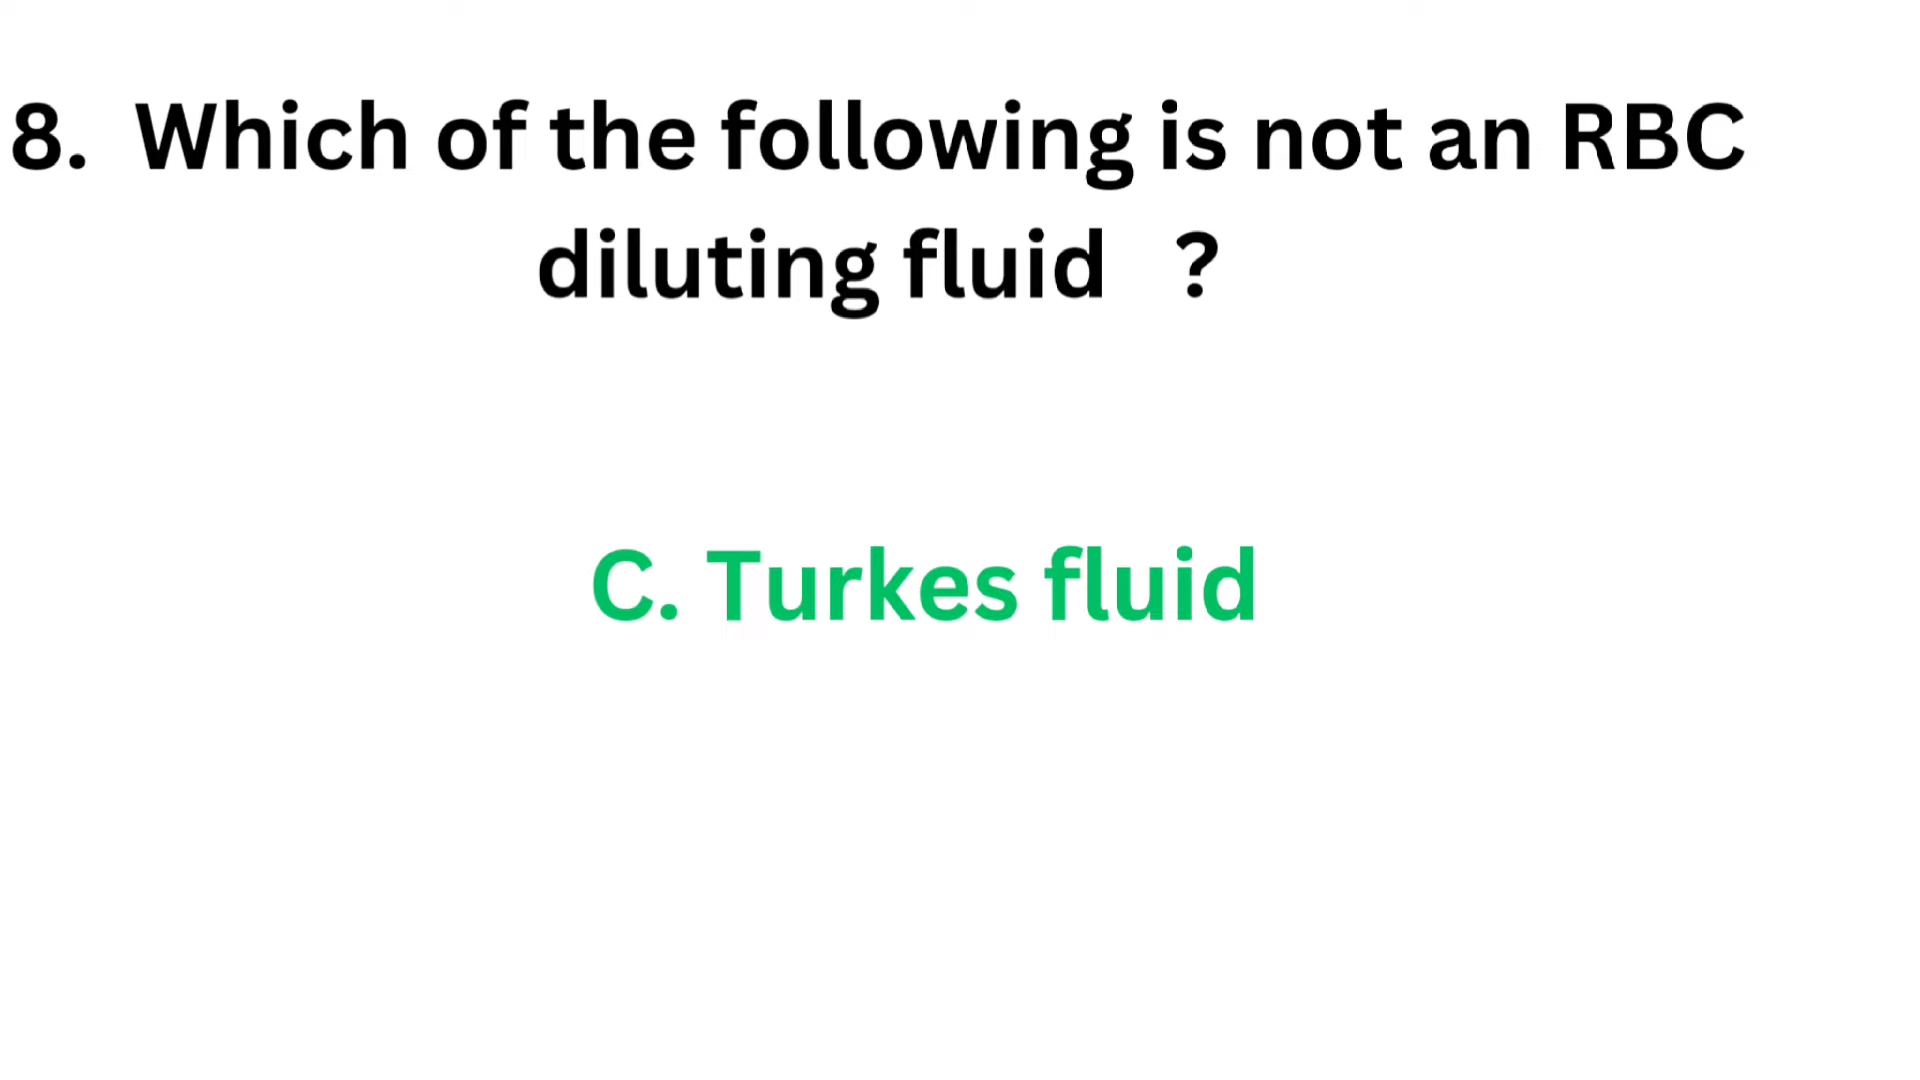 8. Which of the following is not an RBC
diluting fluid ?
C. Turkes fluid